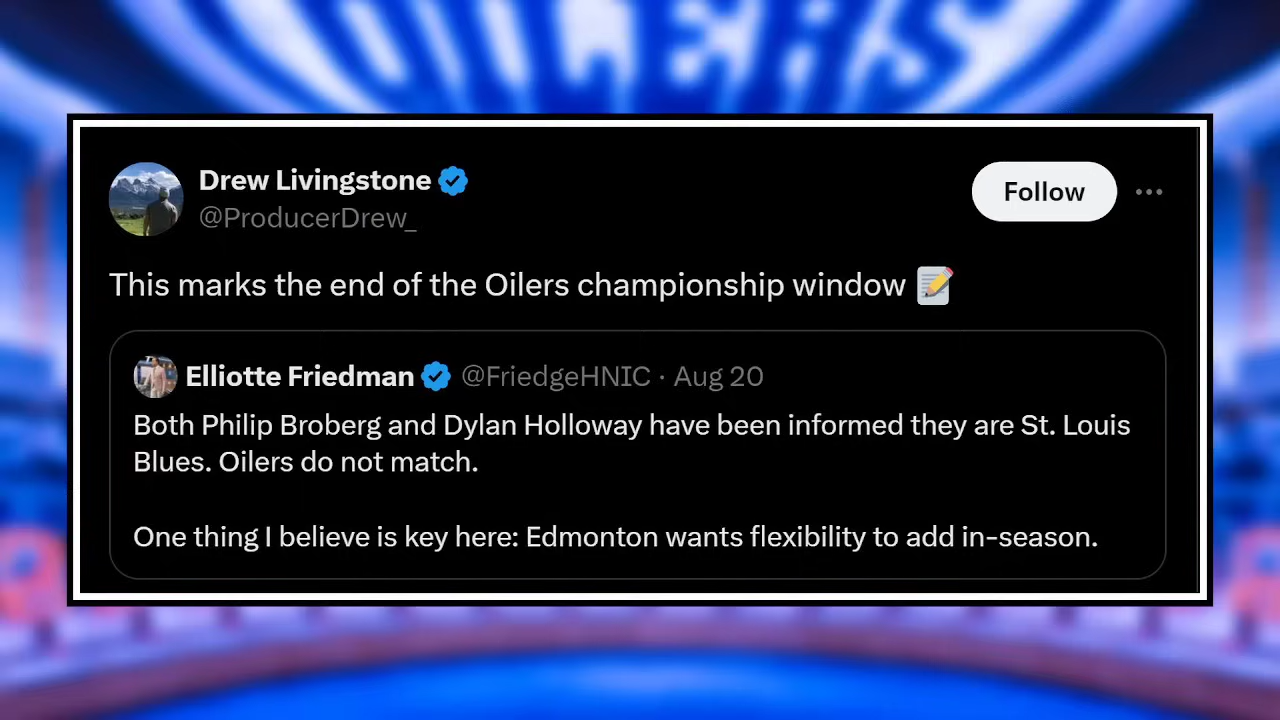 OILERS
Drew Livingstone
@ProducerDrew_
Follow
This marks the end of the Oilers championship window 📝
Elliotte Friedman @FriedgeHNIC · Aug 20
Both Philip Broberg and Dylan Holloway have been informed they are St. Louis
Blues. Oilers do not match.
One thing I believe is key here: Edmonton wants flexibility to add in-season.